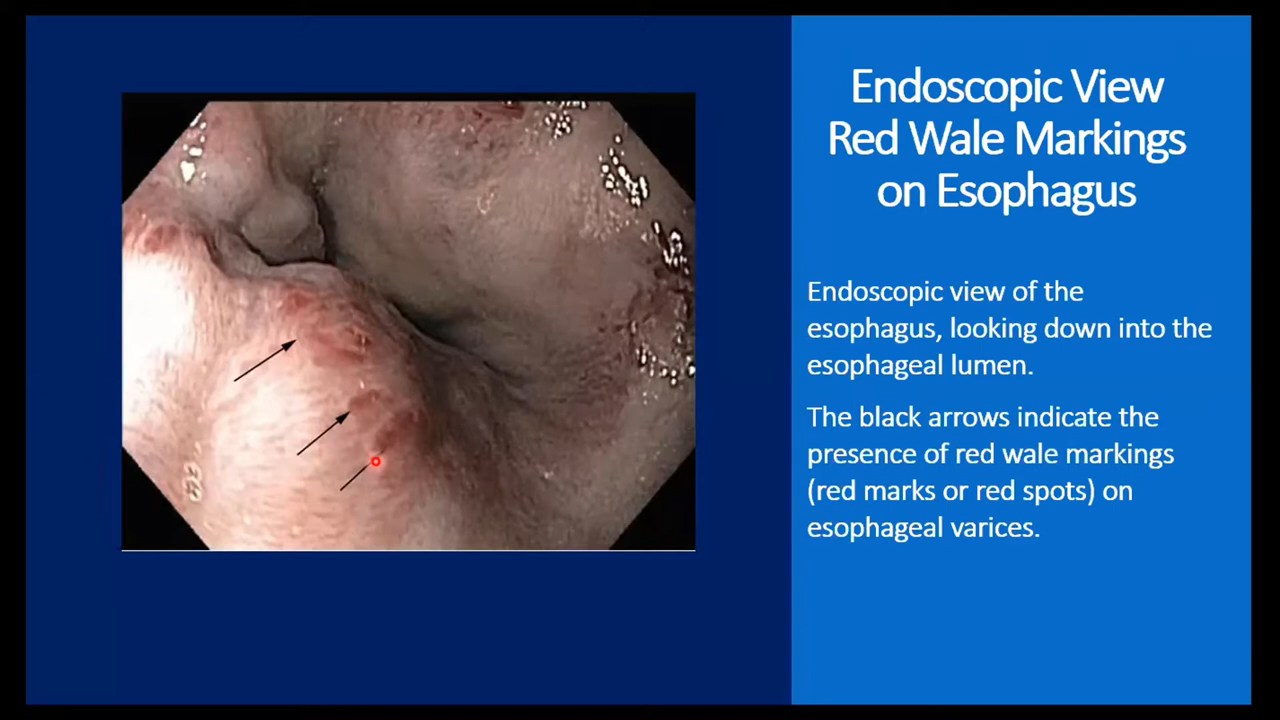 Endoscopic View
Red Wale Markings
on Esophagus
Endoscopic view of the
esophagus, looking down into the
esophageal lumen.
The black arrows indicate the
presence of red wale markings
(red marks or red spots) on
esophageal varices.